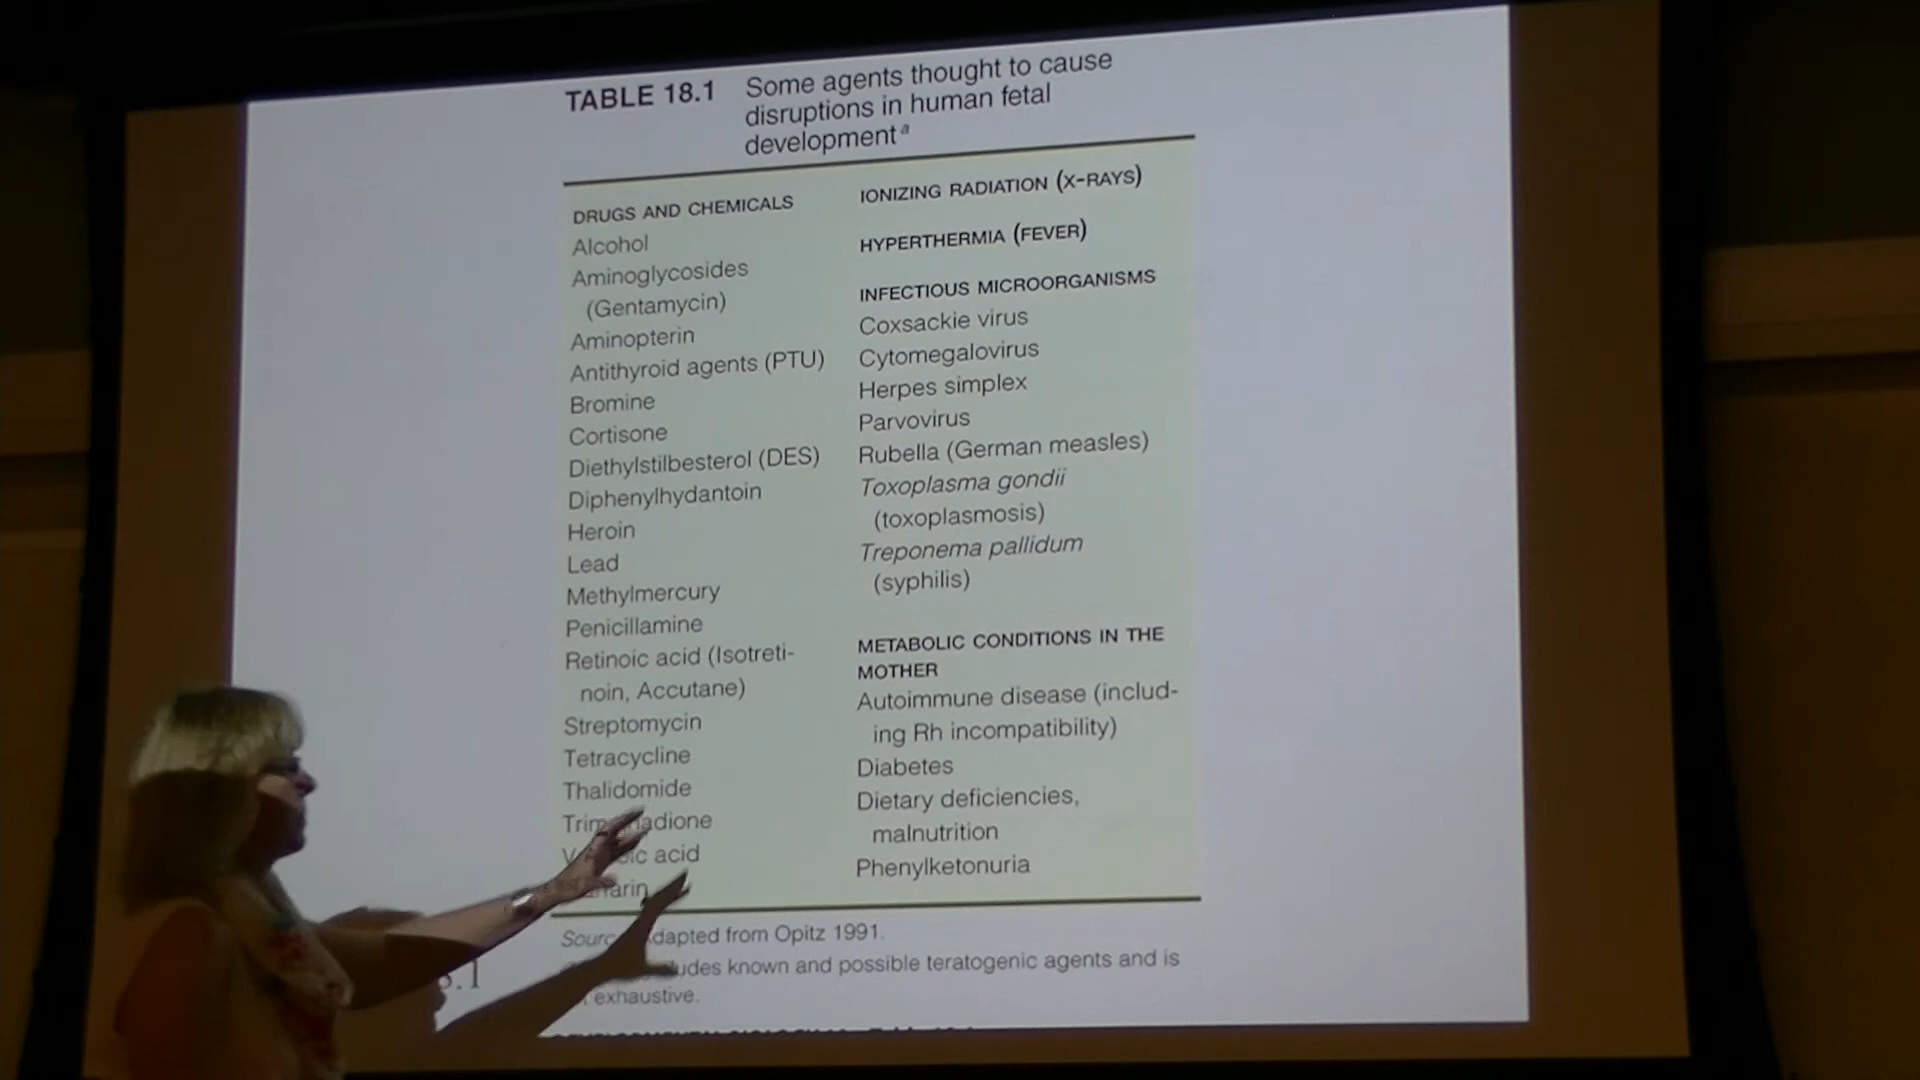 TABLE 18.1 Some agents thought to cause
disruptions in human fetal
development a
DRUGS AND CHEMICALS
Alcohol
Aminoglycosides
(Gentamycin)
Aminopterin
Antithyroid agents (PTU)
Bromine
Cortisone
Diethylstilbesterol (DES)
Diphenylhydantoin
Heroin
Lead
Methylmercury
Penicillamine
Retinoic acid (Isotreti-
noin, Accutane)
Streptomycin
Tetracycline
Thalidomide
acid
IONIZING RADIATION (X-RAYS)
HYPERTHERMIA (FEVER)
INFECTIOUS MICROORGANISMS
Coxsackie virus
Cytomegalovirus
Herpes simplex
Parvovirus
Rubella (German measles)
Toxoplasma gondii
(toxoplasmosis)
Treponema pallidum
(syphilis)
METABOLIC CONDITIONS IN THE
MOTHER
Autoimmune disease (includ-
ing Rh incompatibility)
Diabetes
Dietary deficiencies,
malnutrition
Phenylketonuria
adapted from Opitz 1991.
known and possible teratogenic agents and is
exhaustive.